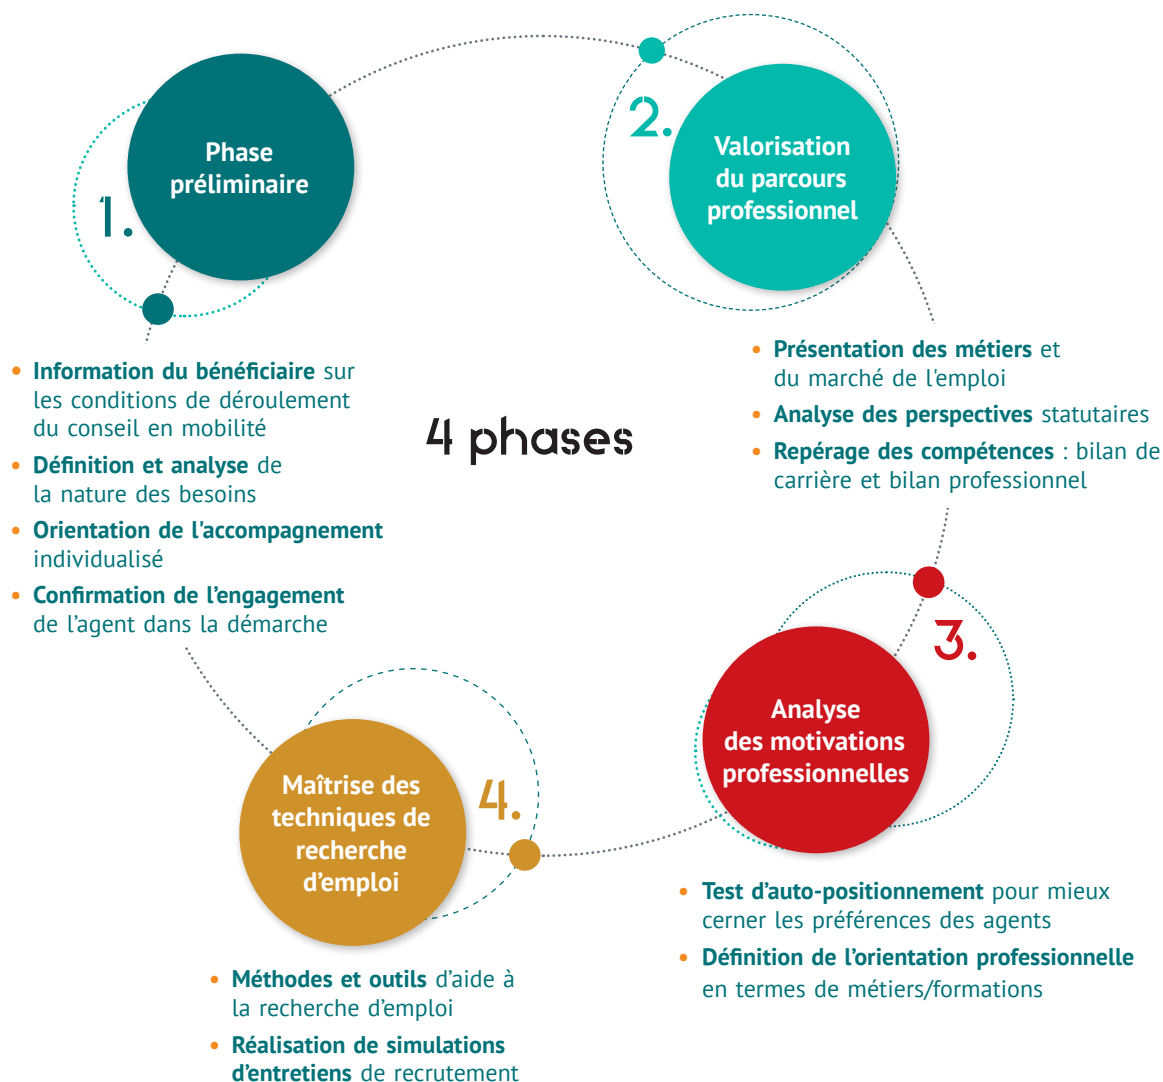 1.
Phase
préliminaire
• Information du bénéficiaire sur
les conditions de déroulement
du conseil en mobilité
• Définition et analyse de
la nature des besoins
• Orientation de l'accompagnement
individualisé
• Confirmation de l’engagement
de l’agent dans la démarche
4 phases
2.
Valorisation
du parcours
professionnel
• Présentation des métiers et
du marché de l'emploi
• Analyse des perspectives statutaires
• Repérage des compétences : bilan de
carrière et bilan professionnel
3.
Analyse
des motivations
professionnelles
• Test d’auto-positionnement pour mieux
cerner les préférences des agents
• Définition de l’orientation professionnelle
en termes de métiers/formations
4.
Maîtrise des
techniques de
recherche
d’emploi
• Méthodes et outils d’aide à
la recherche d’emploi
• Réalisation de simulations
d’entretiens de recrutement